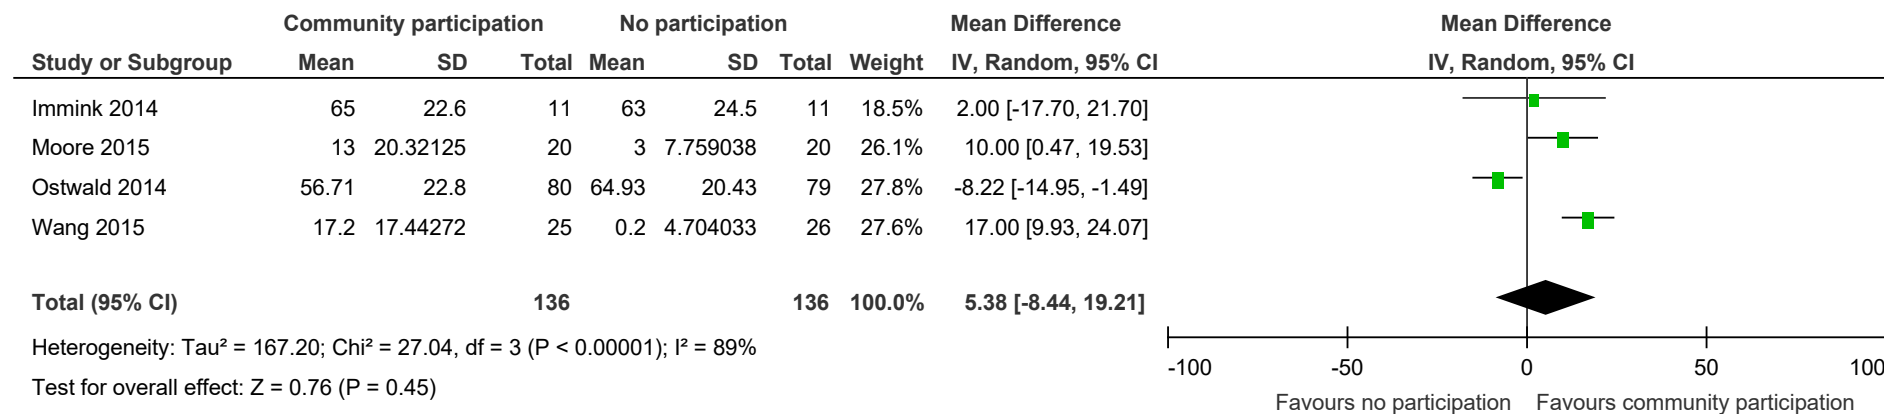 Community participation No participation Mean Difference Mean Difference
Study or Subgroup Mean SD Total Mean SD Total Weight IV, Random, 95% CI IV, Random, 95% CI
Immink 2014 65 22.6 11 63 24.5 11 18.5% 2.00 [-17.70, 21.70]
Moore 2015 13 20.32125 20 3 7.759038 20 26.1% 10.00 [0.47, 19.53]
Ostwald 2014 56.71 22.8 80 64.93 20.43 79 27.8% -8.22 [-14.95, -1.49]
Wang 2015 17.2 17.44272 25 0.2 4.704033 26 27.6% 17.00 [9.93, 24.07]
Total (95% CI) 136 136 100.0% 5.38 [-8.44, 19.21]
Heterogeneity: Tau² = 167.20; Chi² = 27.04, df = 3 (P < 0.00001); I² = 89%
Test for overall effect: Z = 0.76 (P = 0.45)
-100 -50 0 50 100
Favours no participation Favours community participation